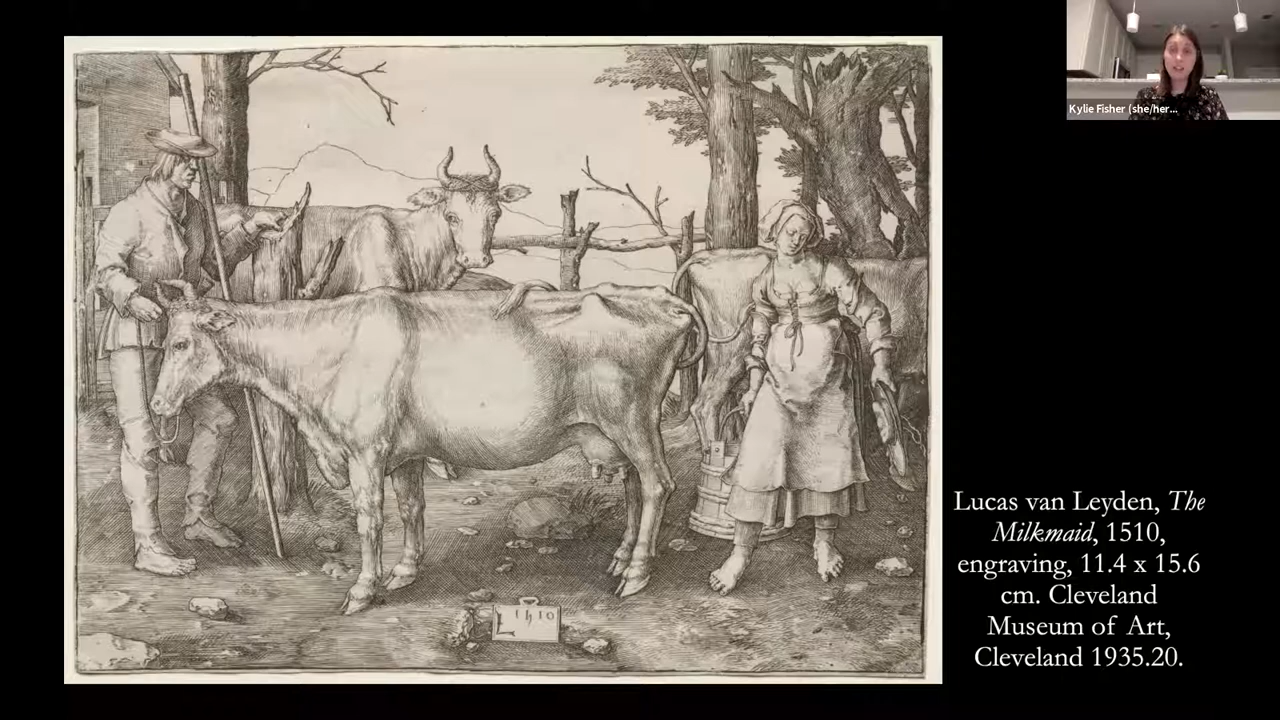 Kylie Fisher (she/her...
L 1510
Lucas van Leyden, The
Milkmaid, 1510,
engraving, 11.4 x 15.6
cm. Cleveland
Museum of Art,
Cleveland 1935.20.